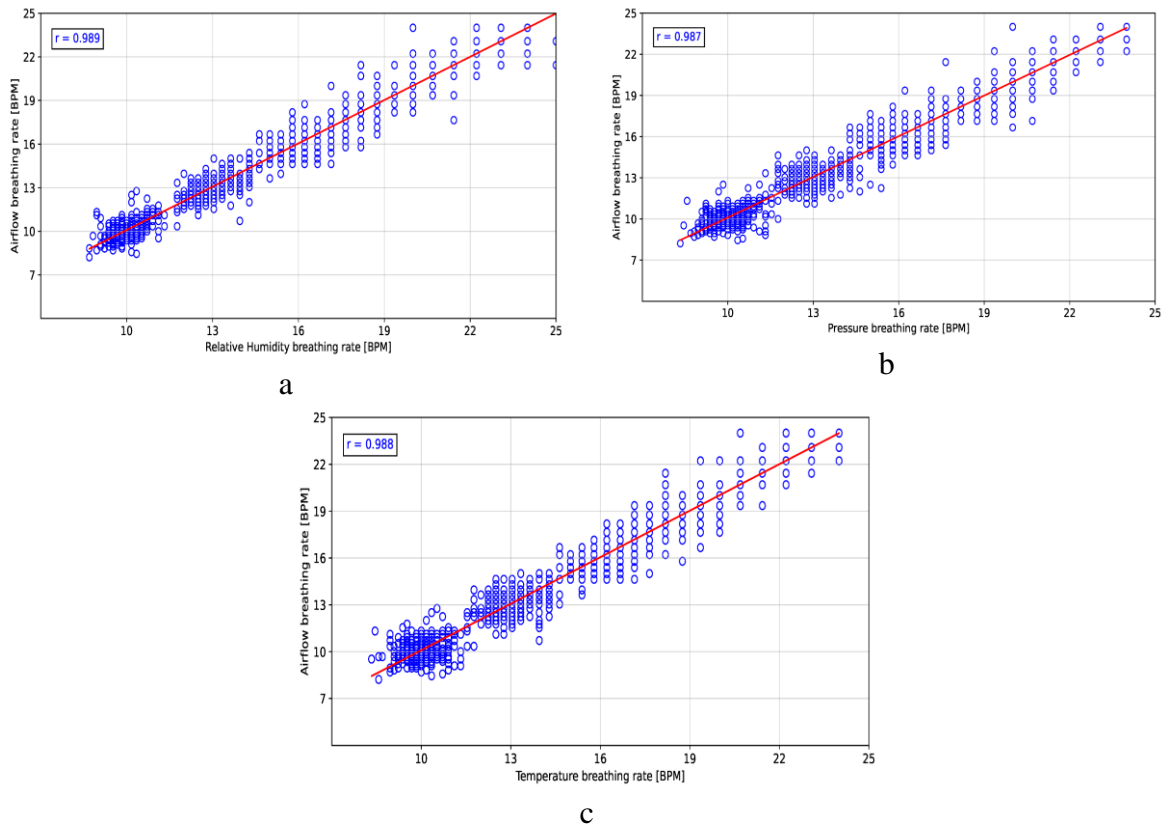 25
22
19
16
13
10
7
Airflow breathing rate [BPM]
r = 0.989
10 13 16 19 22 25
Relative Humidity breathing rate [BPM]
a
25
22
19
16
13
10
7
Airflow breathing rate [BPM]
r = 0.987
10 13 16 19 22 25
Pressure breathing rate [BPM]
b
25
22
19
16
13
10
7
Airflow breathing rate [BPM]
r = 0.988
10 13 16 19 22 25
Temperature breathing rate [BPM]
c